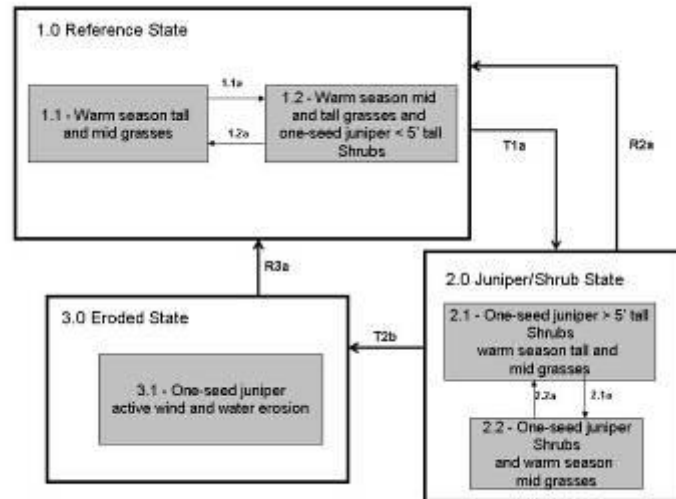 1.0 Reference State
1.1 - Warm season tall
and mid grasses
1.1a
1.2a
1.2 - Warm season mid
and tall grasses and
one-seed juniper < 5' tall
Shrubs
T1a
R2a
R3a
2.0 Juniper/Shrub State
2.1 - One-seed juniper > 5' tall
Shrubs
warm season tall and
mid grasses
2.2a
2.1a
2.2 - One-seed juniper
Shrubs
and warm season
mid grasses
T2b
3.0 Eroded State
3.1 - One-seed juniper
active wind and water erosion